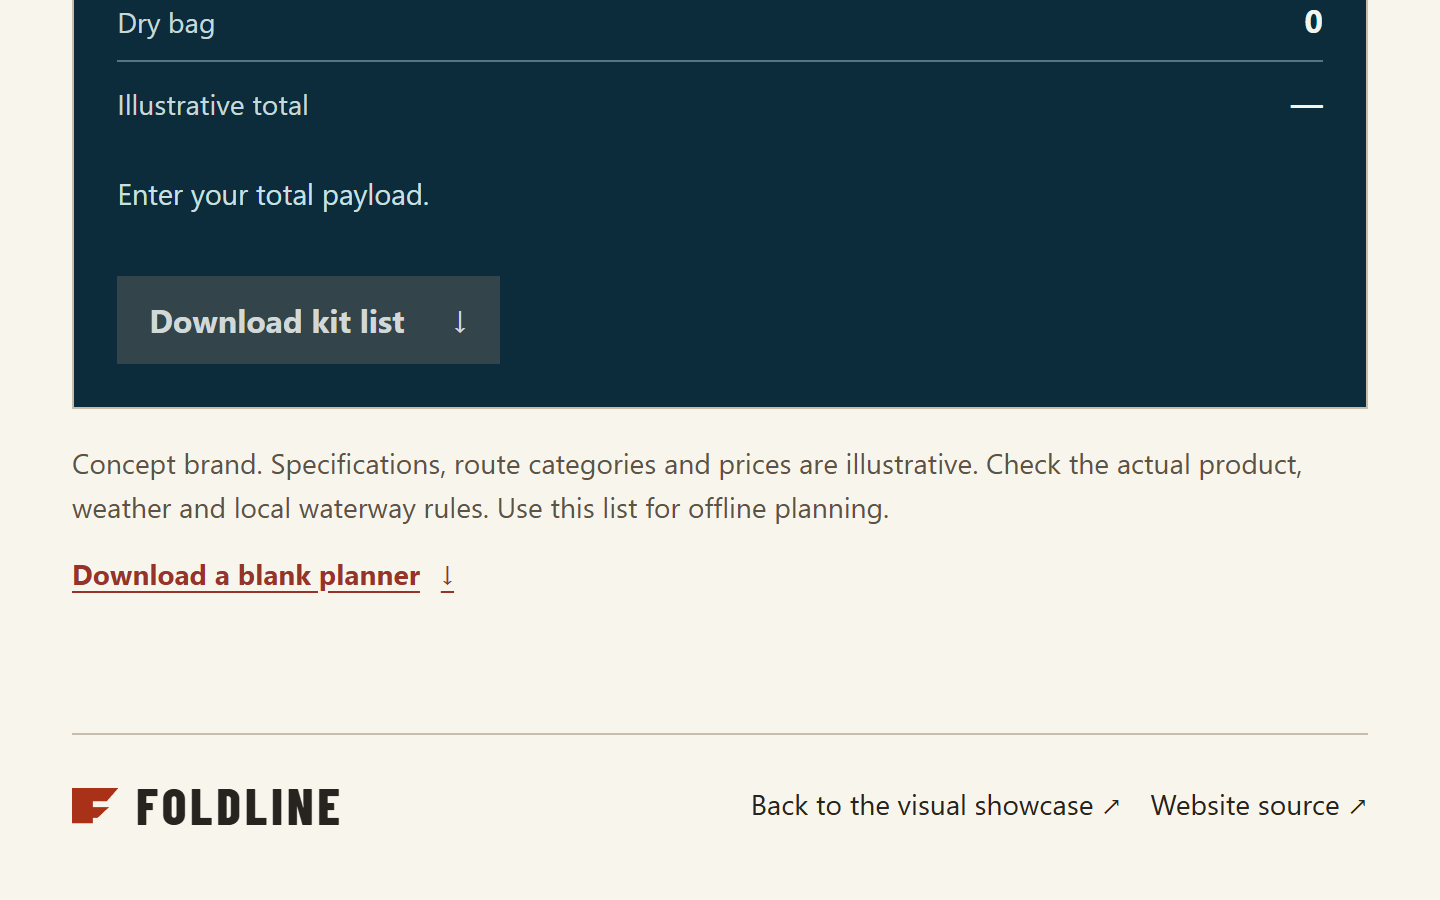 Dry bag 0
Illustrative total —
Enter your total payload.
Download kit list ↓
Concept brand. Specifications, route categories and prices are illustrative. Check the actual product,
weather and local waterway rules. Use this list for offline planning.
Download a blank planner ↓
FOLDLINE Back to the visual showcase ↗ Website source ↗